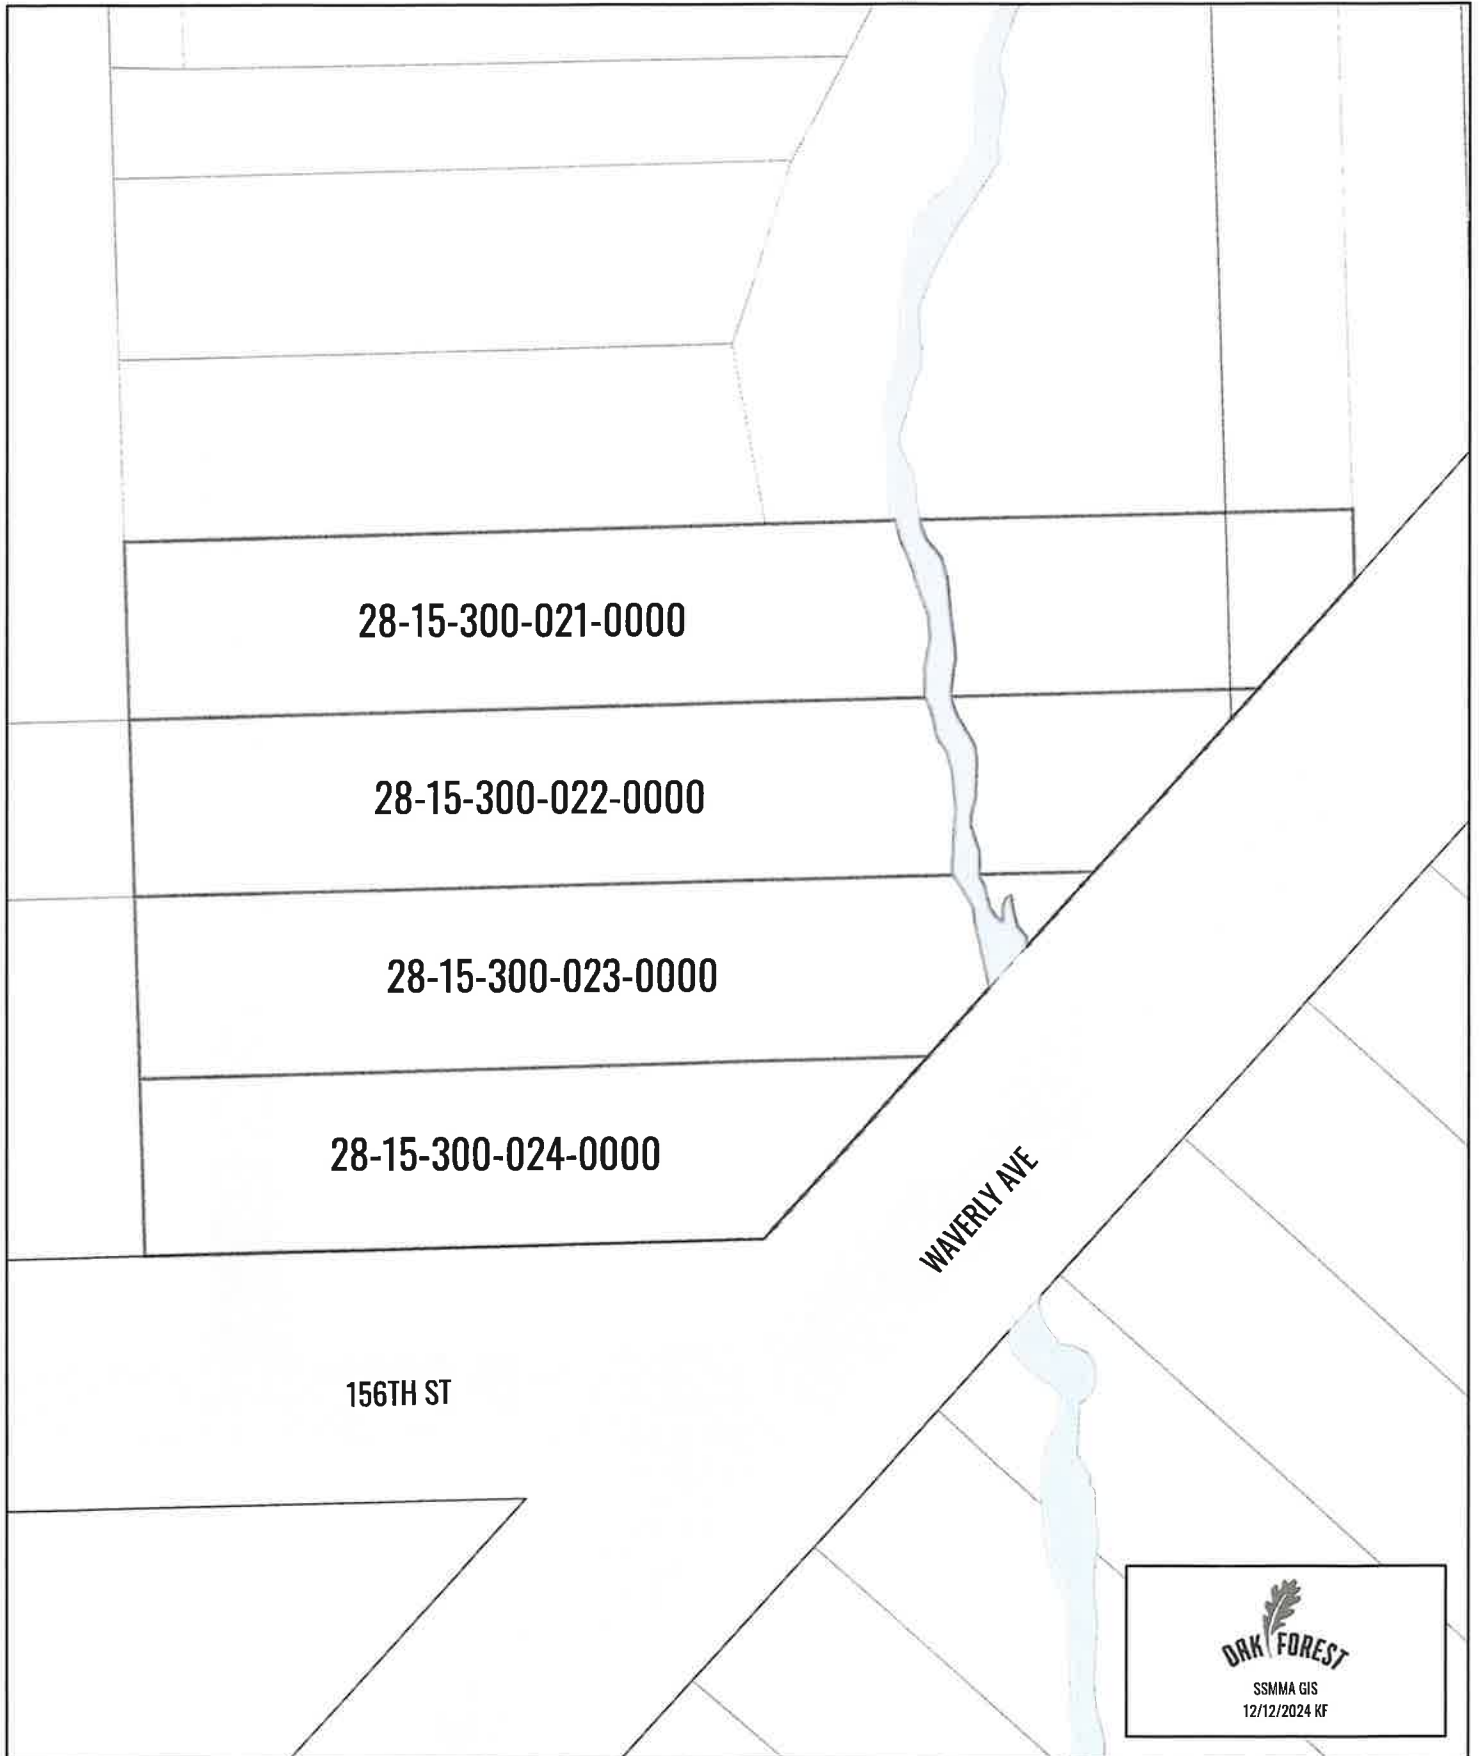 28-15-300-021-0000
28-15-300-022-0000
28-15-300-023-0000
28-15-300-024-0000
WAVERLY AVE
156TH ST
OAK FOREST
SSMMA GIS
12/12/2024 KF